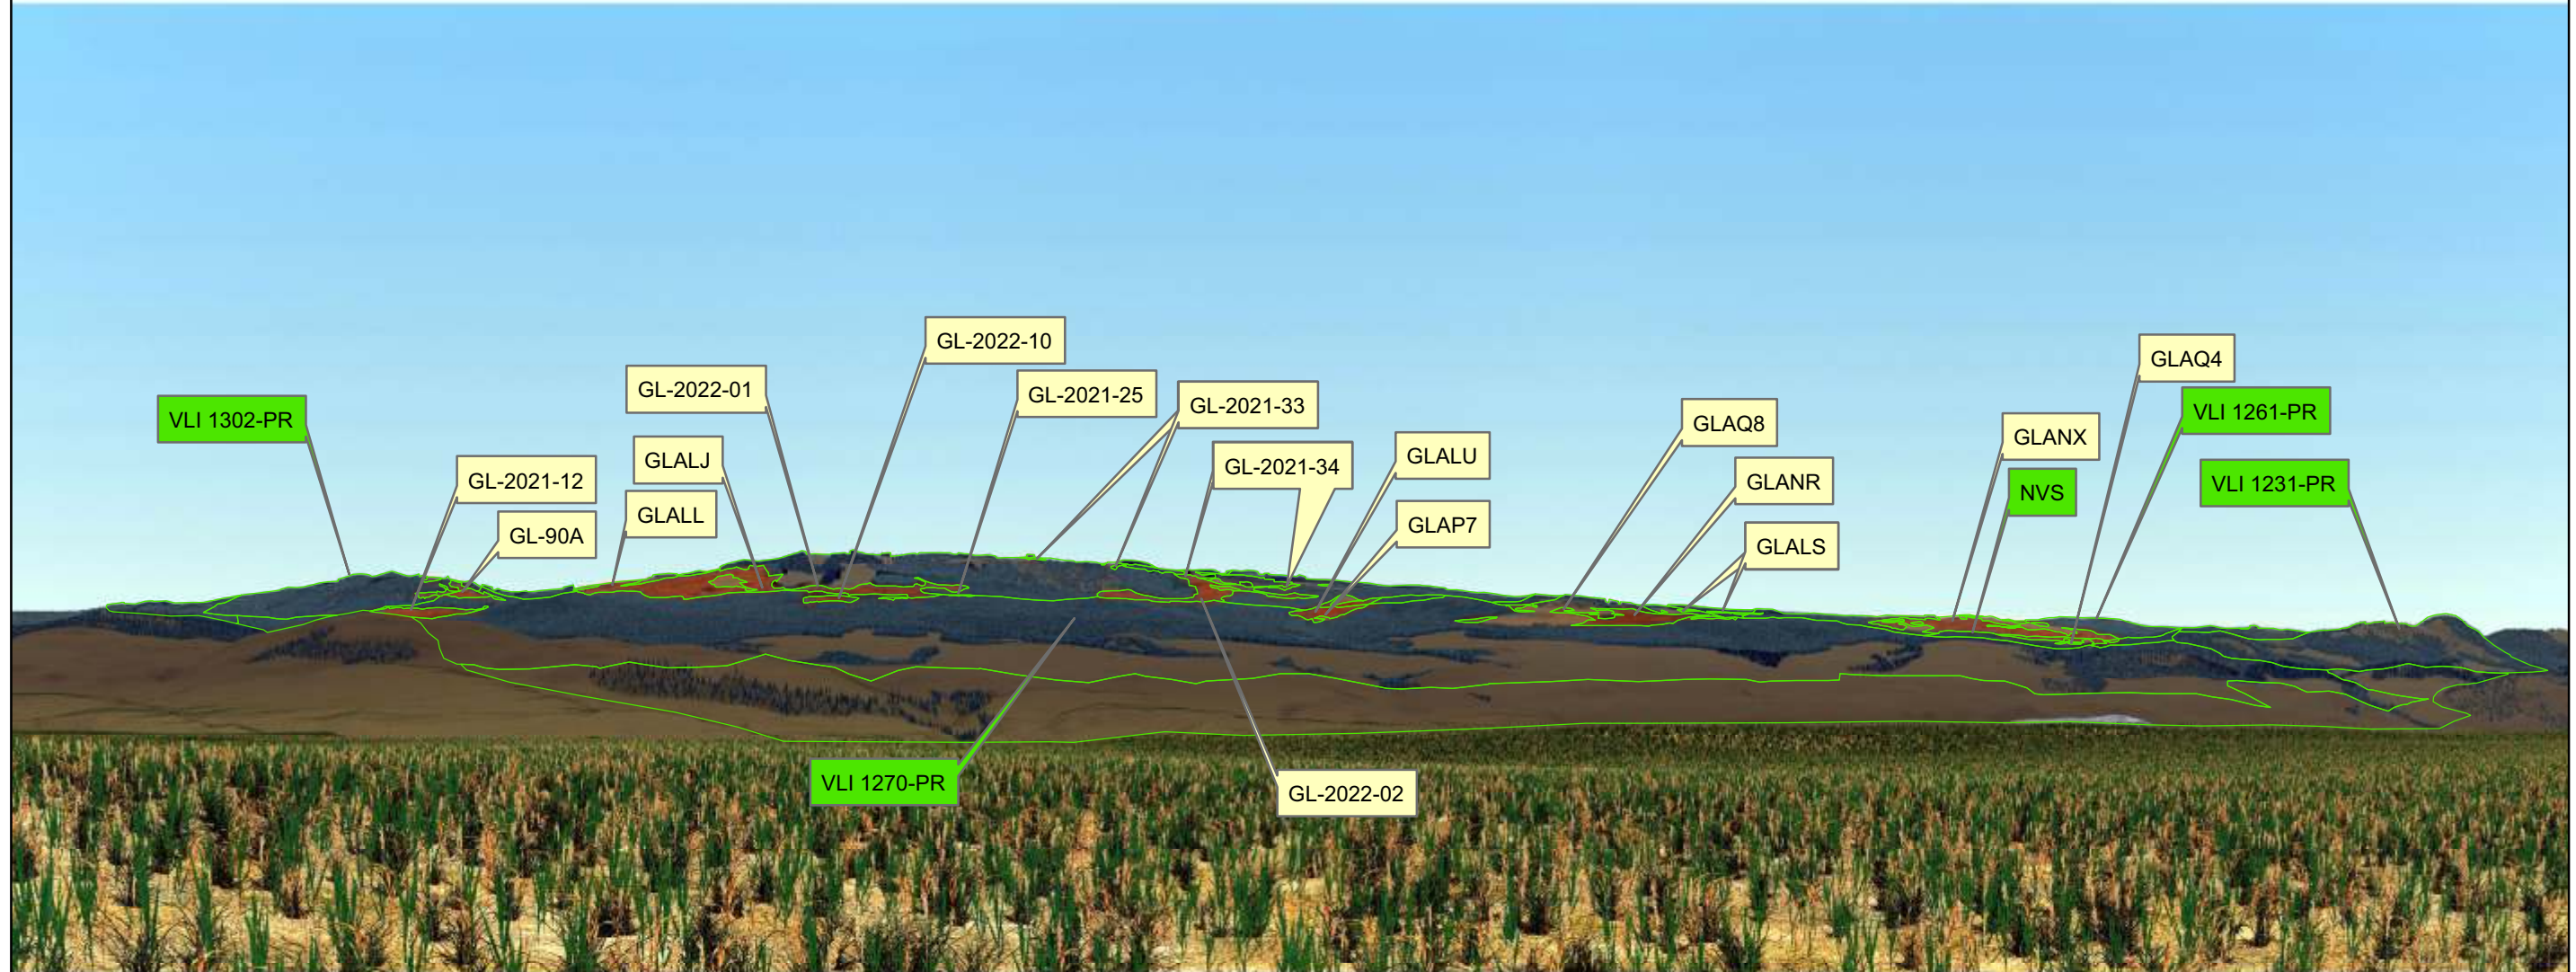 GL-2022-10
GLAQ4
GL-2022-01
GL-2021-25
GL-2021-33
VLI 1261-PR
VLI 1302-PR
GLAQ8
GLANX
GLALJ
GL-2021-34
GLALU
GL-2021-12
GLANR
VLI 1231-PR
NVS
GLALL
GLAP7
GL-90A
GLALS
VLI 1270-PR
GL-2022-02